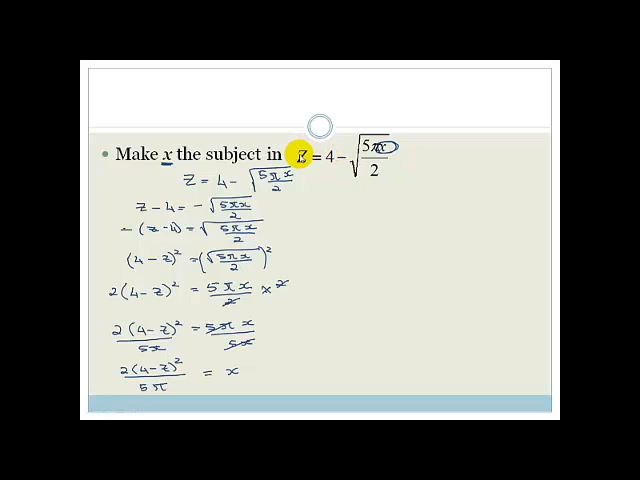 • Make x the subject in Z = 4 − √(5πx/2)
Z = 4 − √(5πx/2)
Z − 4 = − √(5πx/2)
− (Z − 4) = √(5πx/2)
(4 − Z)² = (√(5πx/2))²
2(4 − Z)² = 5πx/2 × 2
2(4 − Z)²/5π = 5πx/5π
2(4 − Z)²/5π = x